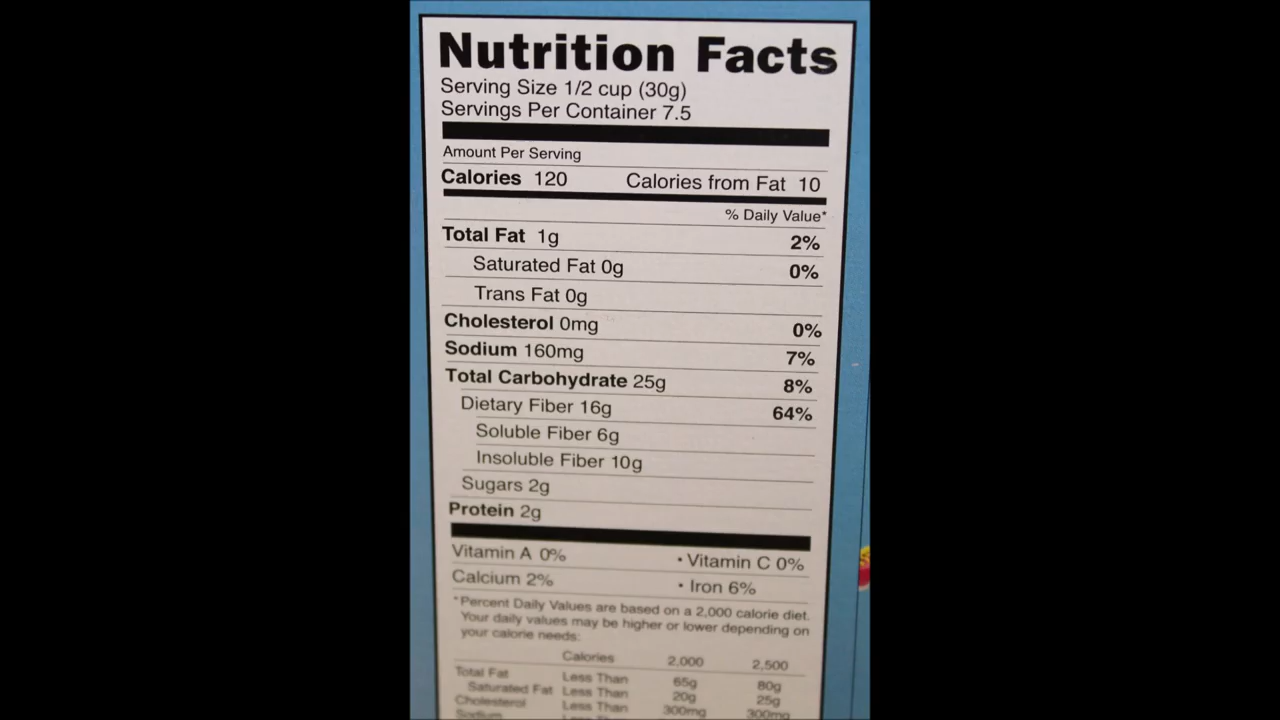 Nutrition Facts
Serving Size 1/2 cup (30g)
Servings Per Container 7.5
Amount Per Serving
Calories 120 Calories from Fat 10
% Daily Value*
Total Fat 1g 2%
Saturated Fat 0g 0%
Trans Fat 0g
Cholesterol 0mg 0%
Sodium 160mg 7%
Total Carbohydrate 25g 8%
Dietary Fiber 16g 64%
Soluble Fiber 6g
Insoluble Fiber 10g
Sugars 2g
Protein 2g
Vitamin A 0% • Vitamin C 0%
Calcium 2% • Iron 6%
*Percent Daily Values are based on a 2,000 calorie diet.
Your daily values may be higher or lower depending on
your calorie needs:
Calories 2,000 2,500
Total Fat Less Than 65g 80g
Saturated Fat Less Than 20g 25g
Cholesterol Less Than 300mg 300mg
Sodium Less Than